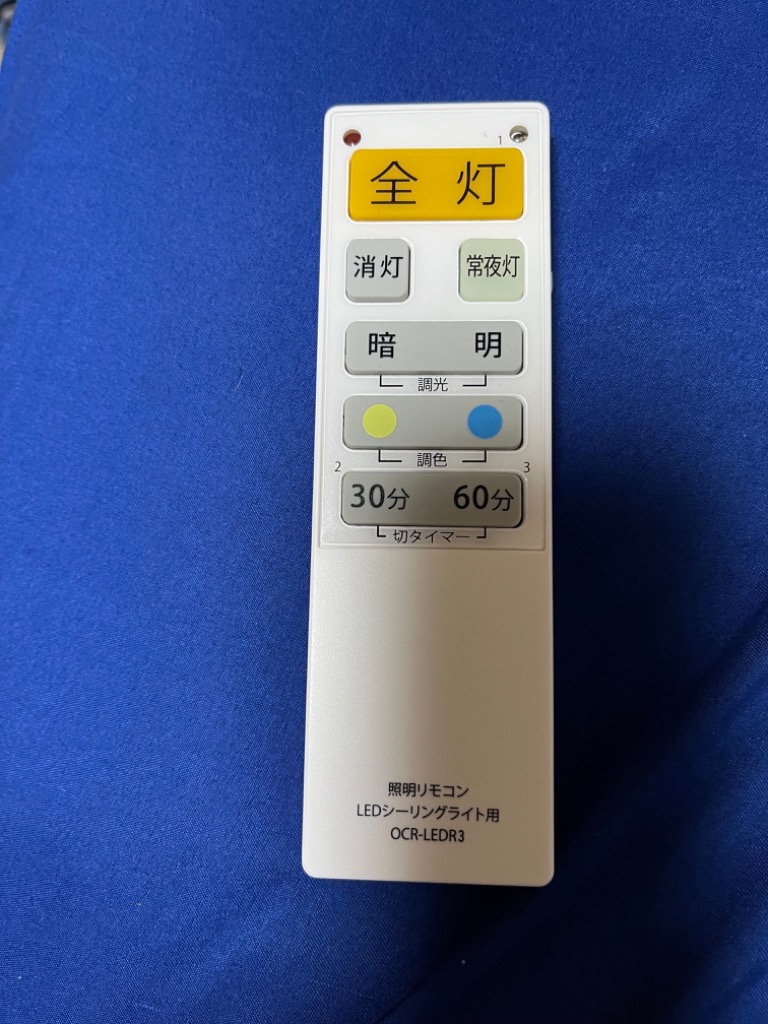 1
全 灯
消灯 常夜灯
暗 明
調光
調色
2 3
30分 60分
切タイマー
照明リモコン
LEDシーリングライト用
OCR-LEDR3